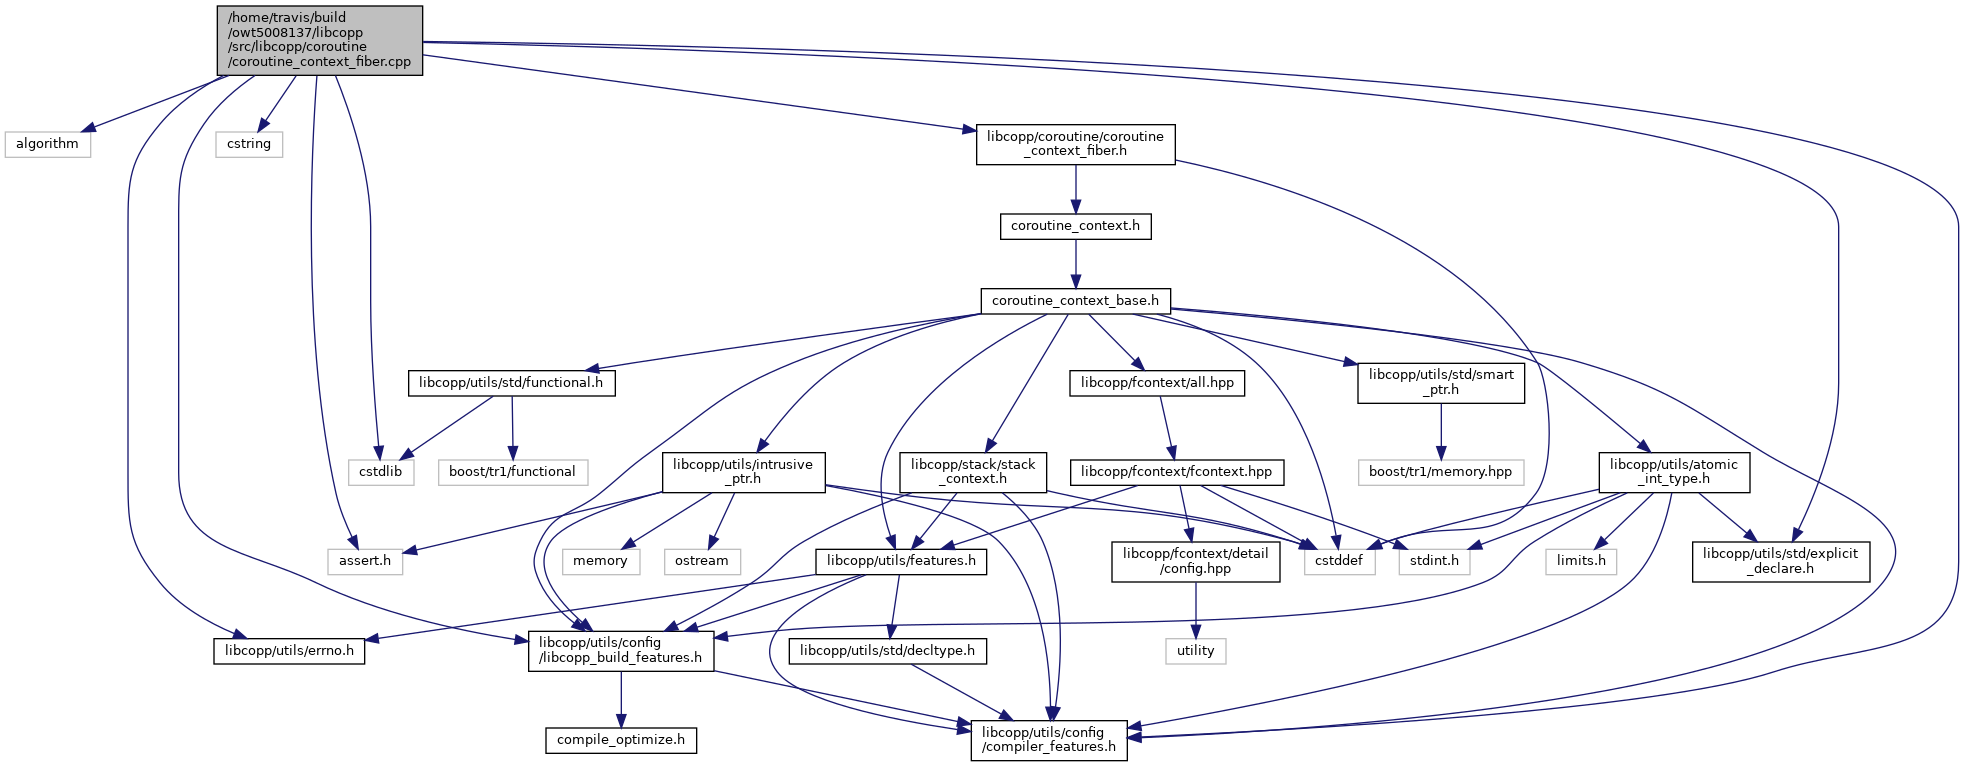 /home/travis/build
/owt5008137/libcopp
/src/libcopp/coroutine
/coroutine_context_fiber.cpp
algorithm
cstring
libcopp/coroutine/coroutine
_context_fiber.h
coroutine_context.h
coroutine_context_base.h
libcopp/utils/std/functional.h
libcopp/fcontext/all.hpp
libcopp/utils/std/smart
_ptr.h
cstdlib
boost/tr1/functional
libcopp/utils/intrusive
_ptr.h
libcopp/stack/stack
_context.h
libcopp/fcontext/fcontext.hpp
boost/tr1/memory.hpp
libcopp/utils/atomic
_int_type.h
assert.h
memory
ostream
libcopp/utils/features.h
libcopp/fcontext/detail
/config.hpp
cstddef
stdint.h
limits.h
libcopp/utils/std/explicit
_declare.h
libcopp/utils/errno.h
libcopp/utils/config
/libcopp_build_features.h
libcopp/utils/std/decltype.h
utility
compile_optimize.h
libcopp/utils/config
/compiler_features.h